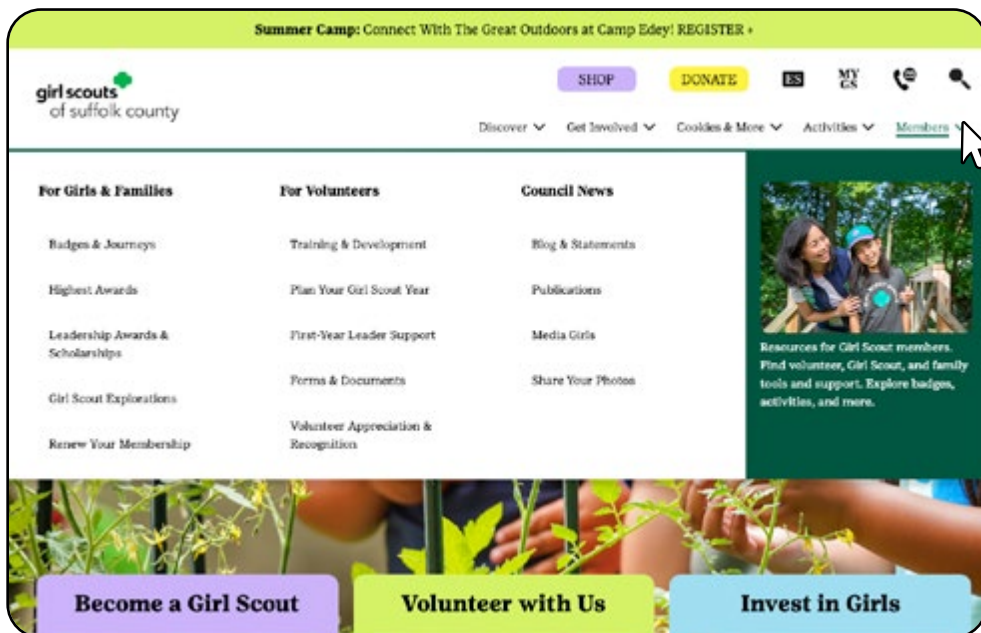 Summer Camp: Connect With The Great Outdoors at Camp Edey! REGISTER ›
girl scouts
of suffolk county
SHOP
DONATE
ES
MY
GS
Discover
Get Involved
Cookies & More
Activities
Members
For Girls & Families
Badges & Journeys
Highest Awards
Leadership Awards &
Scholarships
Girl Scout Explorations
Renew Your Membership
For Volunteers
Training & Development
Plan Your Girl Scout Year
First-Year Leader Support
Forms & Documents
Volunteer Appreciation &
Recognition
Council News
Blog & Statements
Publications
Media Girls
Share Your Photos
Resources for Girl Scout members.
Find volunteer, Girl Scout, and family
tools and support. Explore badges,
activities, and more.
Become a Girl Scout
Volunteer with Us
Invest in Girls